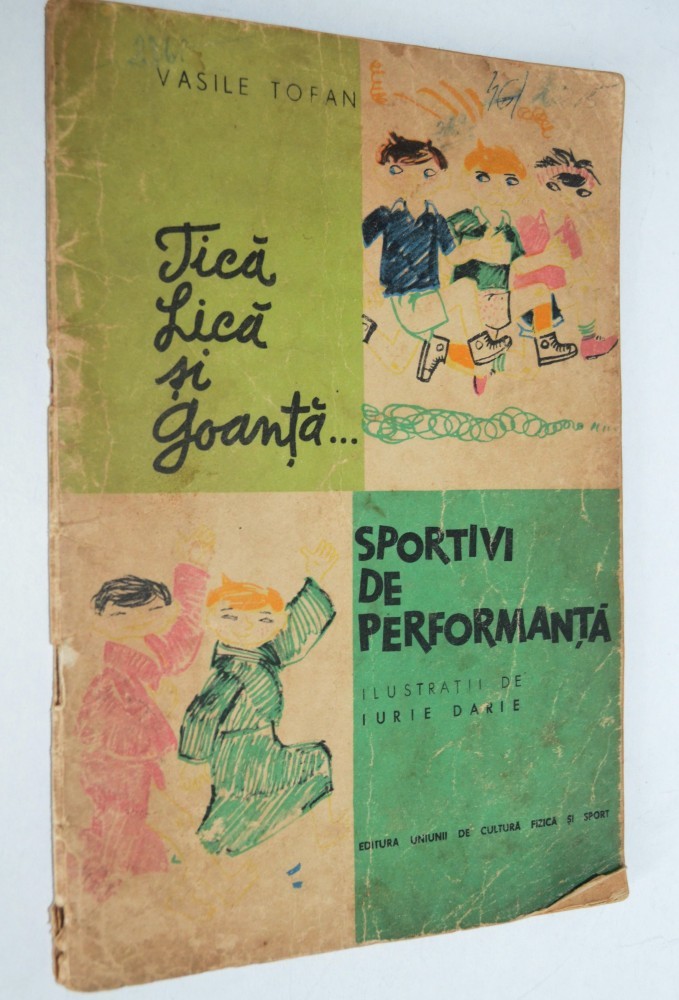 VASILE TOFAN
Tică
Lică
și
Goanță...
SPORTIVI
DE
PERFORMANȚĂ
ILUSTRAȚII DE
IURIE DARIE
EDITURA UNIUNII DE CULTURĂ FIZICĂ ȘI SPORT